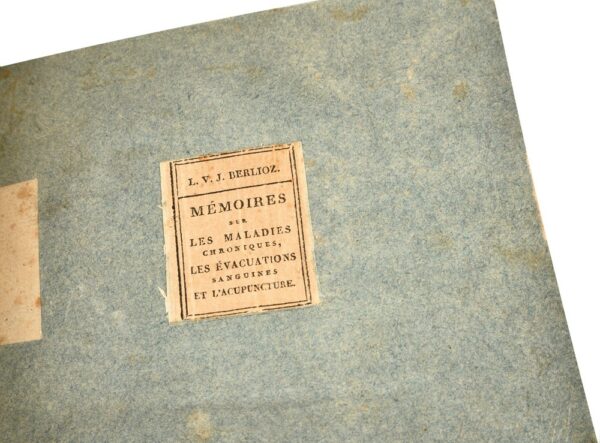 L. V. J. BERLIOZ.
MÉMOIRES
SUR
LES MALADIES
CHRONIQUES,
LES ÉVACUATIONS
SANGUINES
ET L'ACUPUNCTURE.